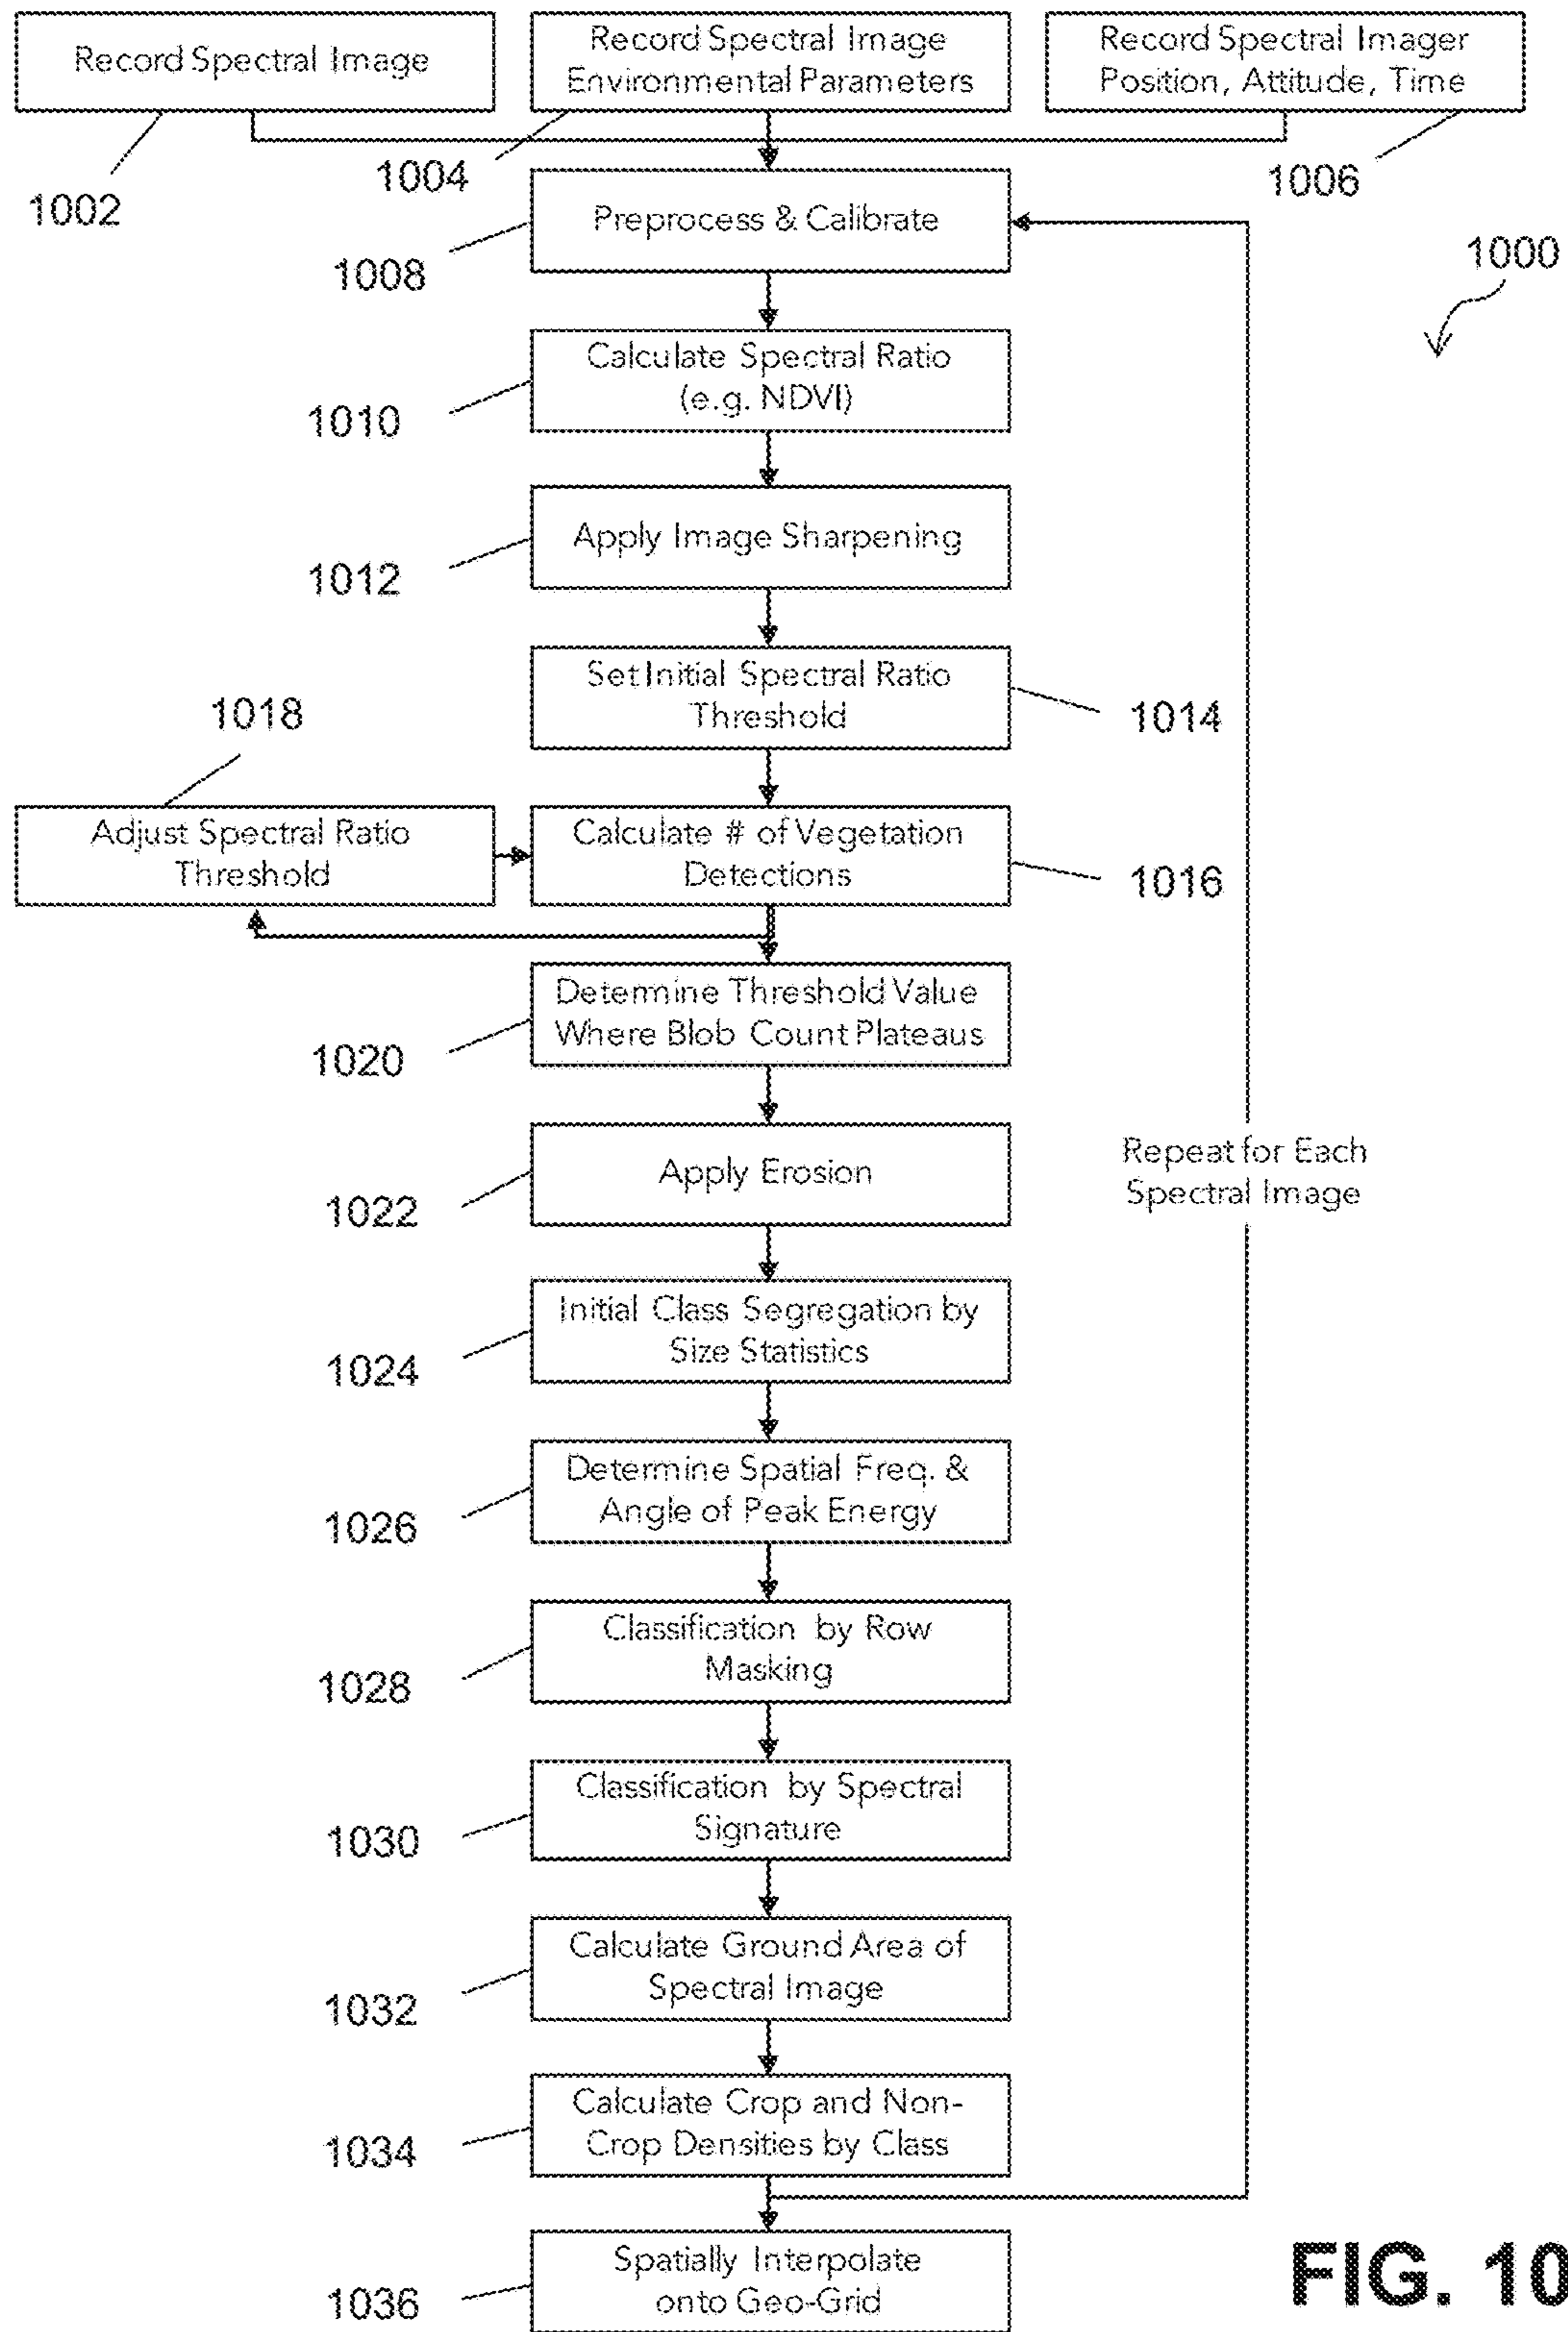 Record Spectral Image
Record Spectral Image
Environmental Parameters
Record Spectral Imager
Position, Attitude, Time
1002
1004
1006
Preprocess & Calibrate
1008
1000
Calculate Spectral Ratio
(e.g. NDVI)
1010
Apply Image Sharpening
1012
Set Initial Spectral Ratio
Threshold
1014
1018
Adjust Spectral Ratio
Threshold
Calculate # of Vegetation
Detections
1016
Determine Threshold Value
Where Blob Count Plateaus
1020
Repeat for Each
Spectral Image
Apply Erosion
1022
Initial Class Segregation by
Size Statistics
1024
Determine Spatial Freq. &
Angle of Peak Energy
1026
Classification by Row
Masking
1028
Classification by Spectral
Signature
1030
Calculate Ground Area of
Spectral Image
1032
Calculate Crop and Non-
Crop Densities by Class
1034
Spatially Interpolate
onto Geo-Grid
1036
FIG. 10